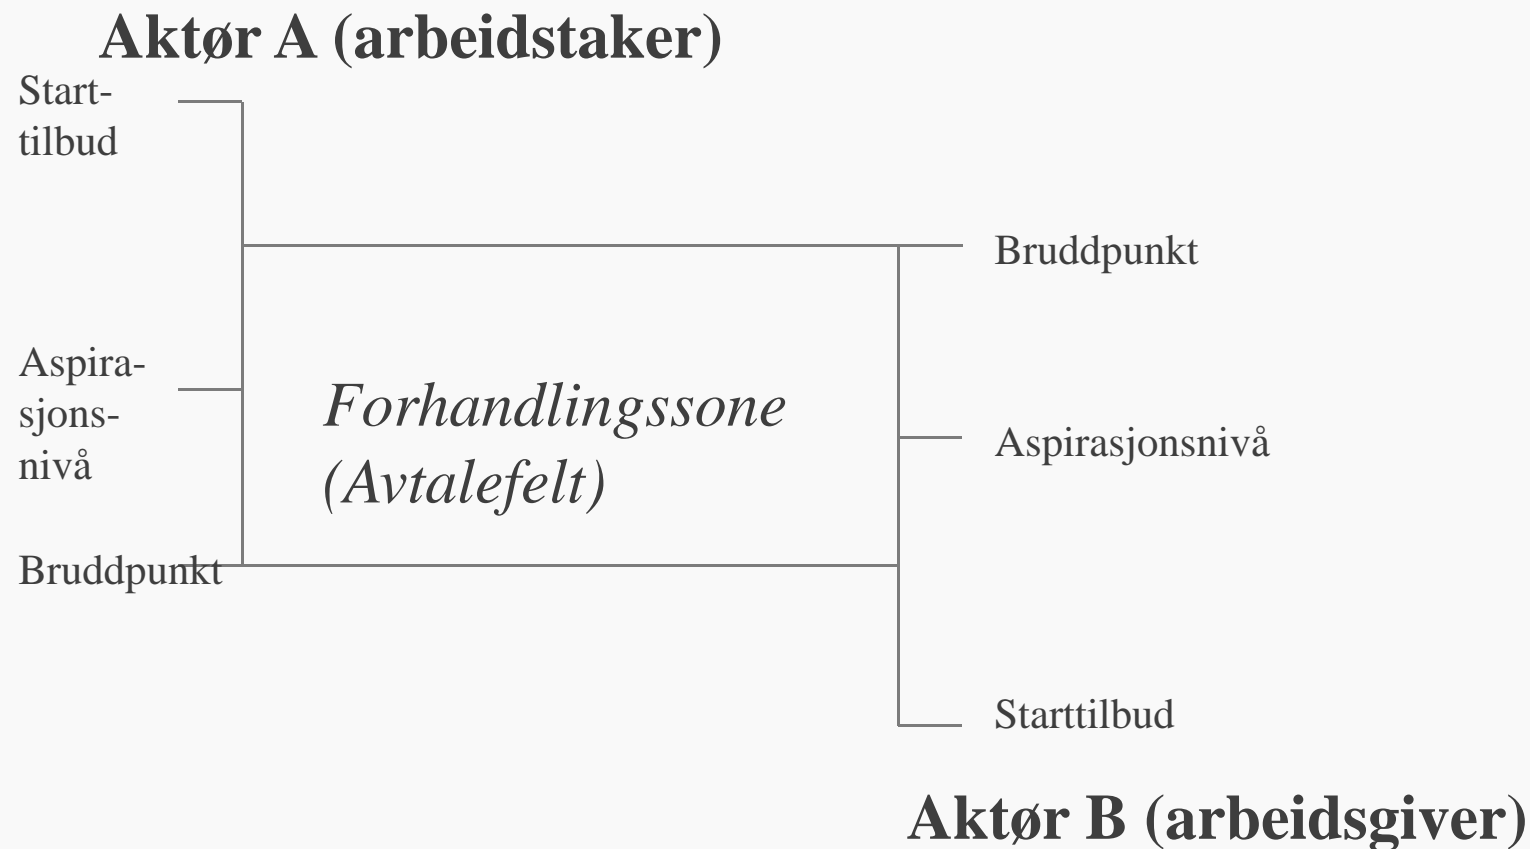 Aktør A (arbeidstaker)
Start-
tilbud
Bruddpunkt
Aspira-
sjons-
nivå
Forhandlingssone
(Avtalefelt)
Aspirasjonsnivå
Bruddpunkt
Starttilbud
Aktør B (arbeidsgiver)